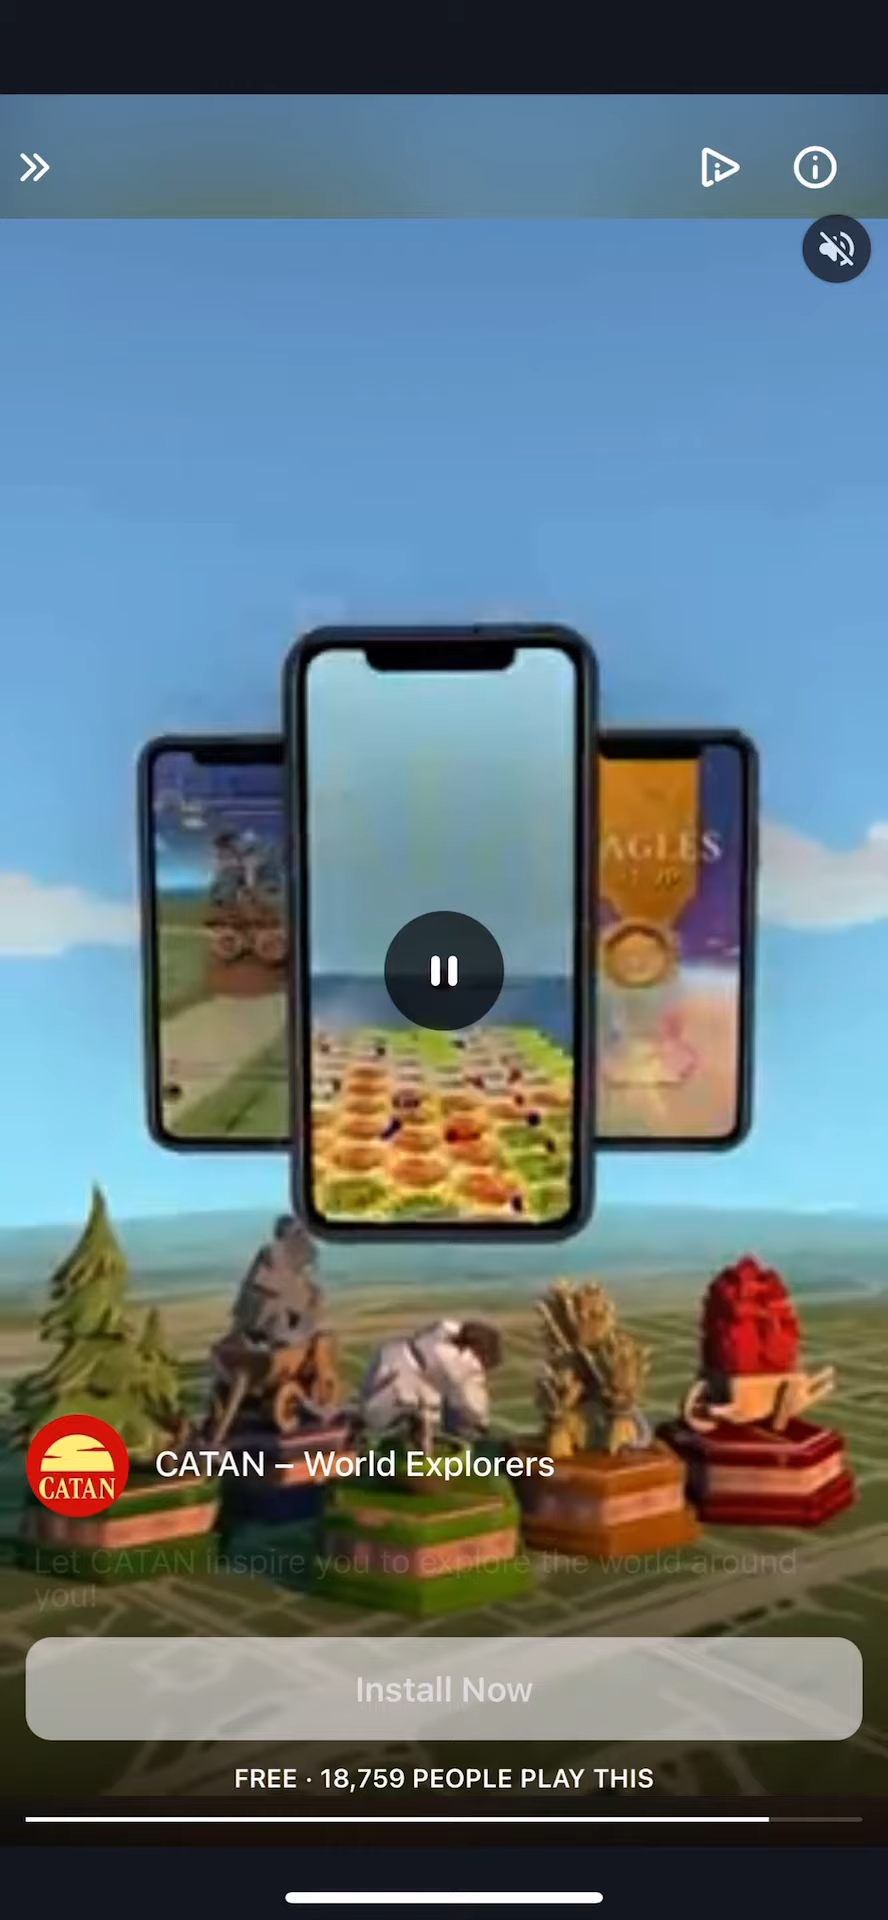 AGLES
CATAN
CATAN – World Explorers
Let CATAN inspire you to explore the world around
you!
Install Now
FREE · 18,759 PEOPLE PLAY THIS